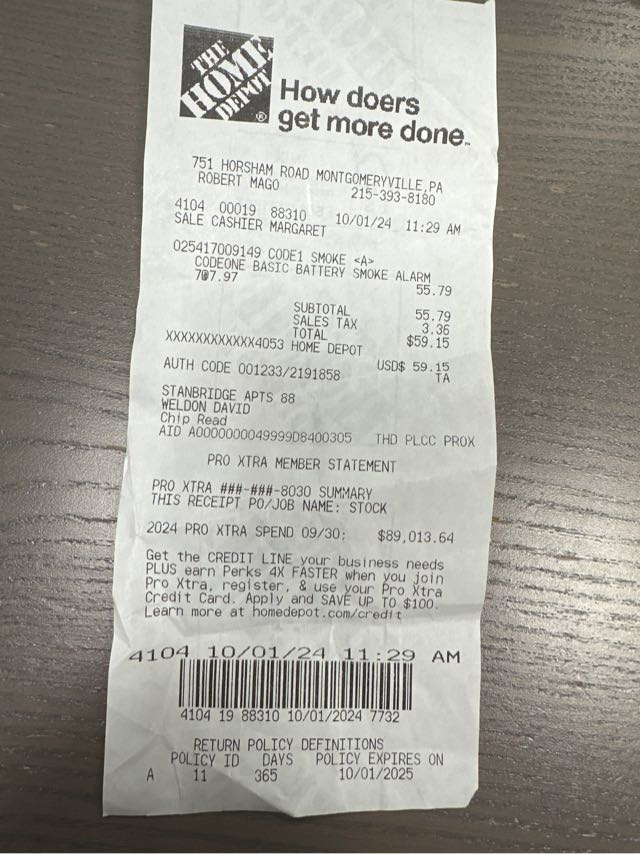 THE
HOME
DEPOT
®
How doers
get more done™
751 HORSHAM ROAD MONTGOMERYVILLE,PA
ROBERT MAGO 215-393-8180
4104 00019 88310 10/01/24 11:29 AM
SALE CASHIER MARGARET
025417009149 CODE1 SMOKE <A>
CODEONE BASIC BATTERY SMOKE ALARM
7@7.97 55.79
SUBTOTAL 55.79
SALES TAX 3.36
TOTAL $59.15
XXXXXXXXXXXX4053 HOME DEPOT
USD$ 59.15
AUTH CODE 001233/2191858 TA
STANBRIDGE APTS 88
WELDON DAVID
Chip Read
AID A0000000049999D8400305 THD PLCC PROX
PRO XTRA MEMBER STATEMENT
PRO XTRA ###-###-8030 SUMMARY
THIS RECEIPT PO/JOB NAME: STOCK
2024 PRO XTRA SPEND 09/30: $89,013.64
Get the CREDIT LINE your business needs
PLUS earn Perks 4X FASTER when you join
Pro Xtra, register, & use your Pro Xtra
Credit Card. Apply and SAVE UP TO $100.
Learn more at homedepot.com/credit
4104 10/01/24 11:29 AM
4104 19 88310 10/01/2024 7732
RETURN POLICY DEFINITIONS
POLICY ID DAYS POLICY EXPIRES ON
A 11 365 10/01/2025